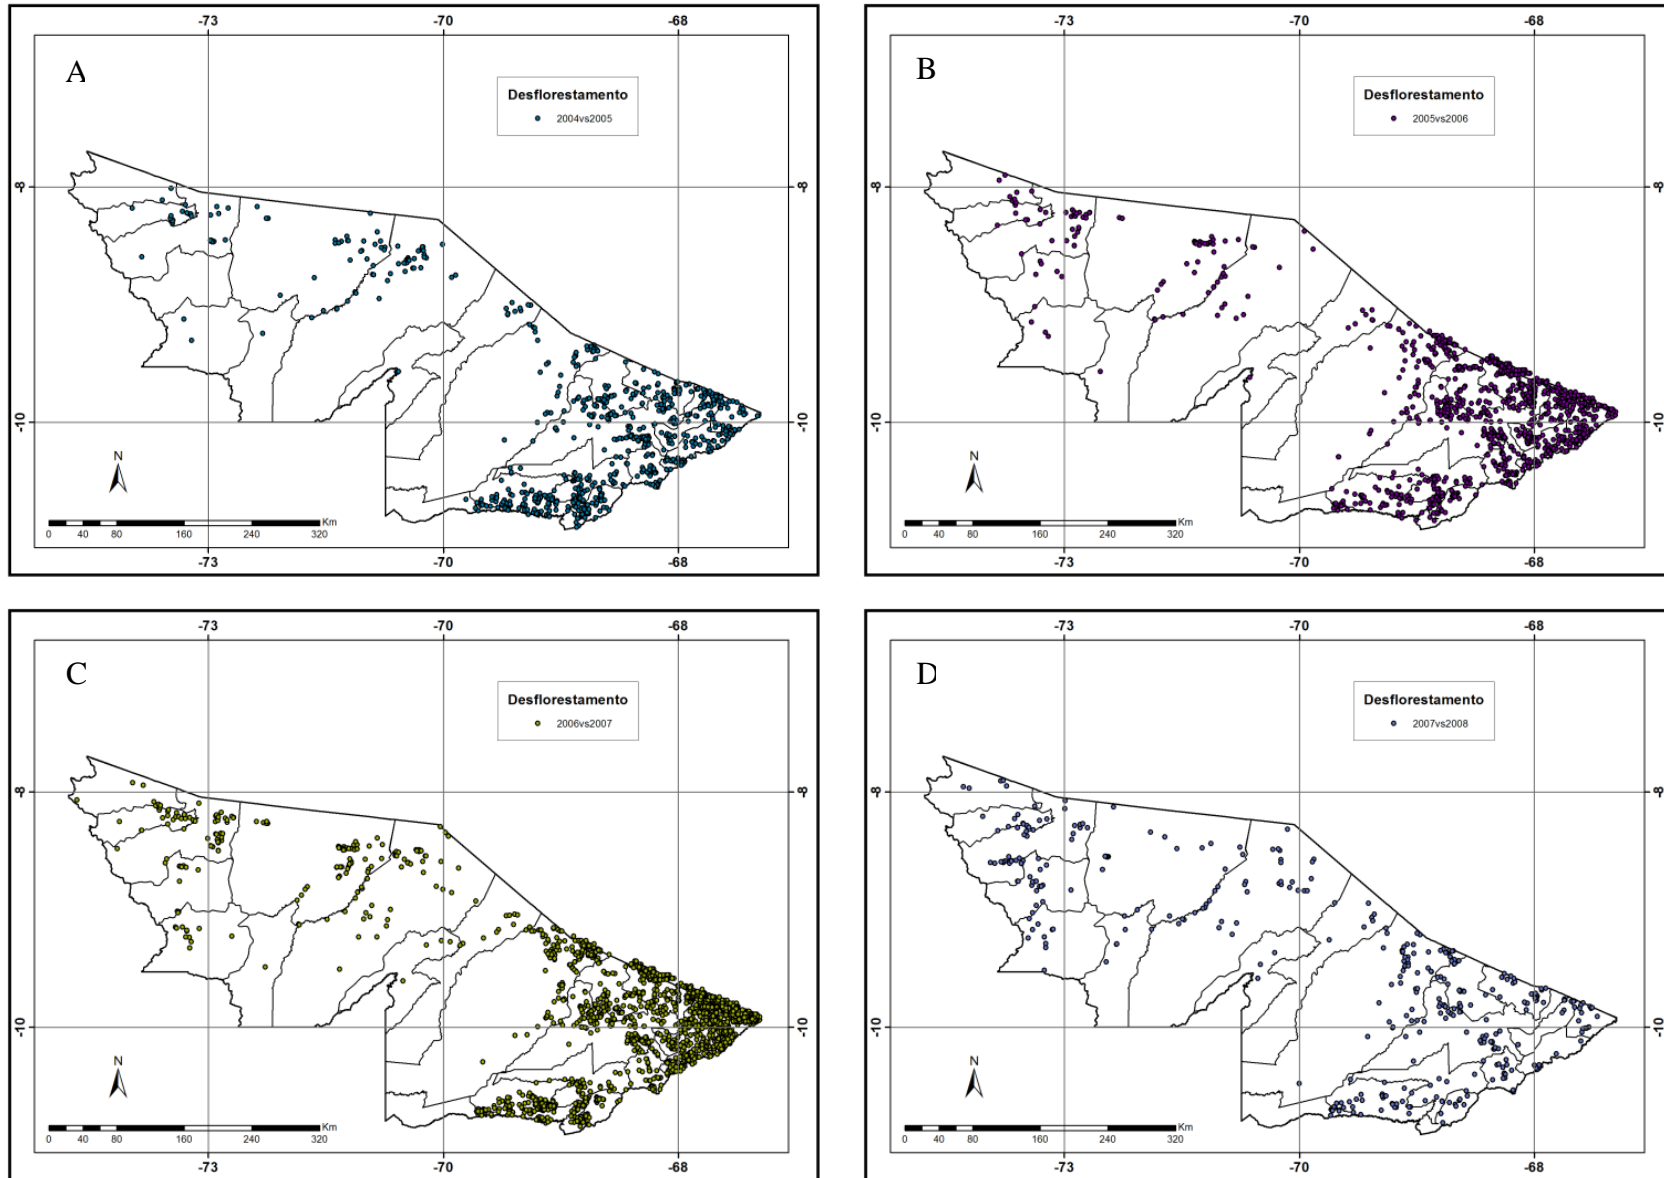 -73 -70 -68
A
Desflorestamento
2004vs2005
-8 -8
-10 -10
N
Km
0 40 80 160 240 320
-73 -70 -68
-73 -70 -68
B
Desflorestamento
2005vs2006
-8 -8
-10 -10
N
Km
0 40 80 160 240 320
-73 -70 -68
-73 -70 -68
C
Desflorestamento
2006vs2007
-8 -8
-10 -10
N
Km
0 40 80 160 240 320
-73 -70 -68
-73 -70 -68
D
Desflorestamento
2007vs2008
-8 -8
-10 -10
N
Km
0 40 80 160 240 320
-73 -70 -68